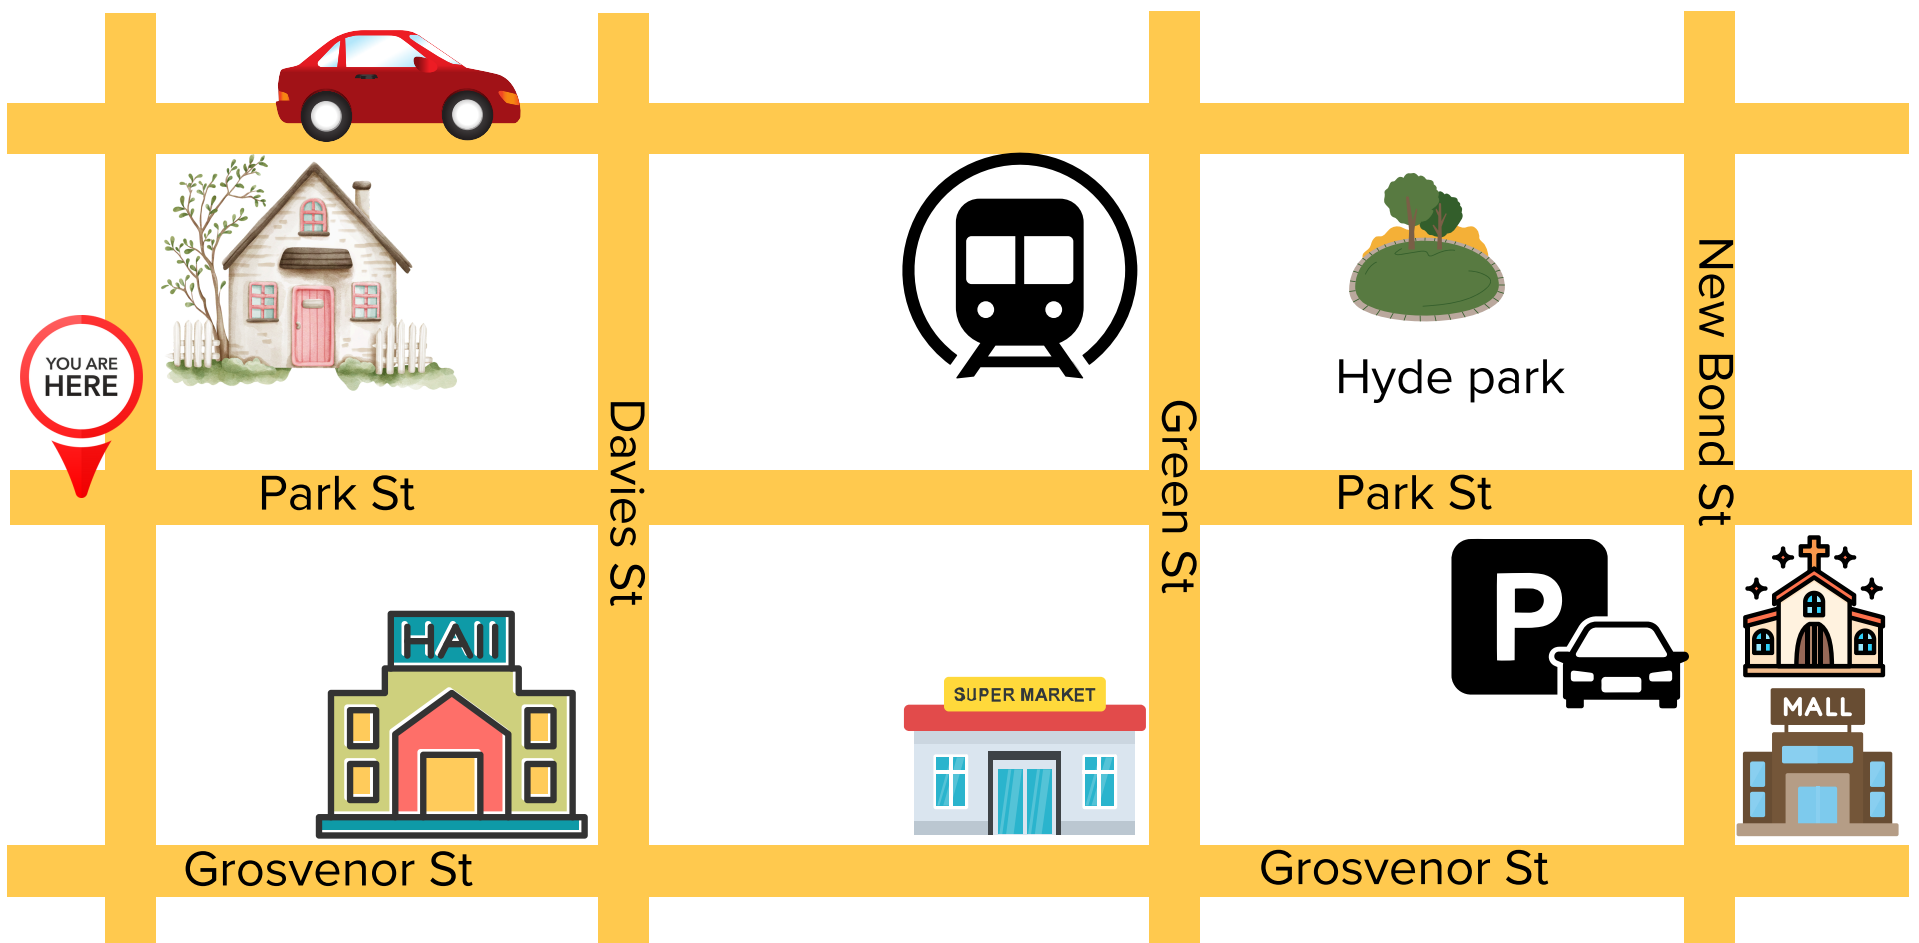 YOU ARE
HERE
Hyde park
New Bond St
Davies St
Green St
Park St
Park St
HAll
P
SUPER MARKET
MALL
Grosvenor St
Grosvenor St